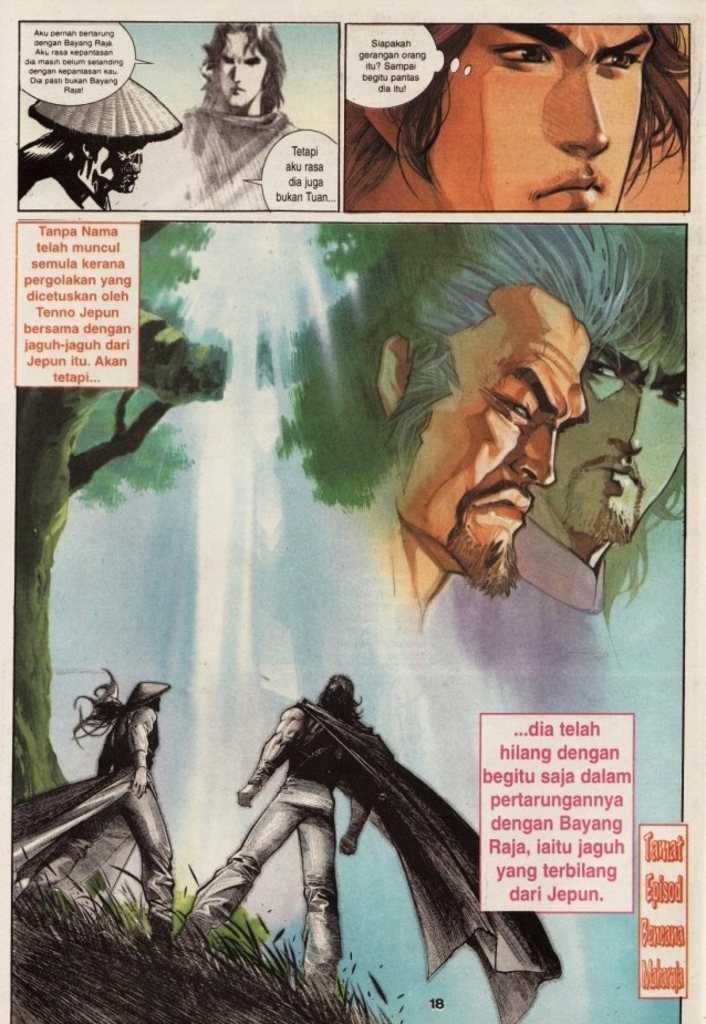 Aku pernah bertarung
dengan Bayang Raja.
Aku rasa kepantasan
dia masih belum setanding
dengan kepantasan kau...
Dia pasti bukan Bayang
Raja!
Tetapi
aku rasa
dia juga
bukan Tuan...
Siapakah
gerangan orang
itu? Sampai
begitu pantas
dia itu!
Tanpa Nama
telah muncul
semula kerana
pergolakan yang
dicetuskan oleh
Tenno Jepun
bersama dengan
jaguh-jaguh dari
Jepun itu. Akan
tetapi...
...dia telah
hilang dengan
begitu saja dalam
pertarungannya
dengan Bayang
Raja, iaitu jaguh
yang terbilang
dari Jepun.
Tamat
Episod
Bencana
Maharaja
18